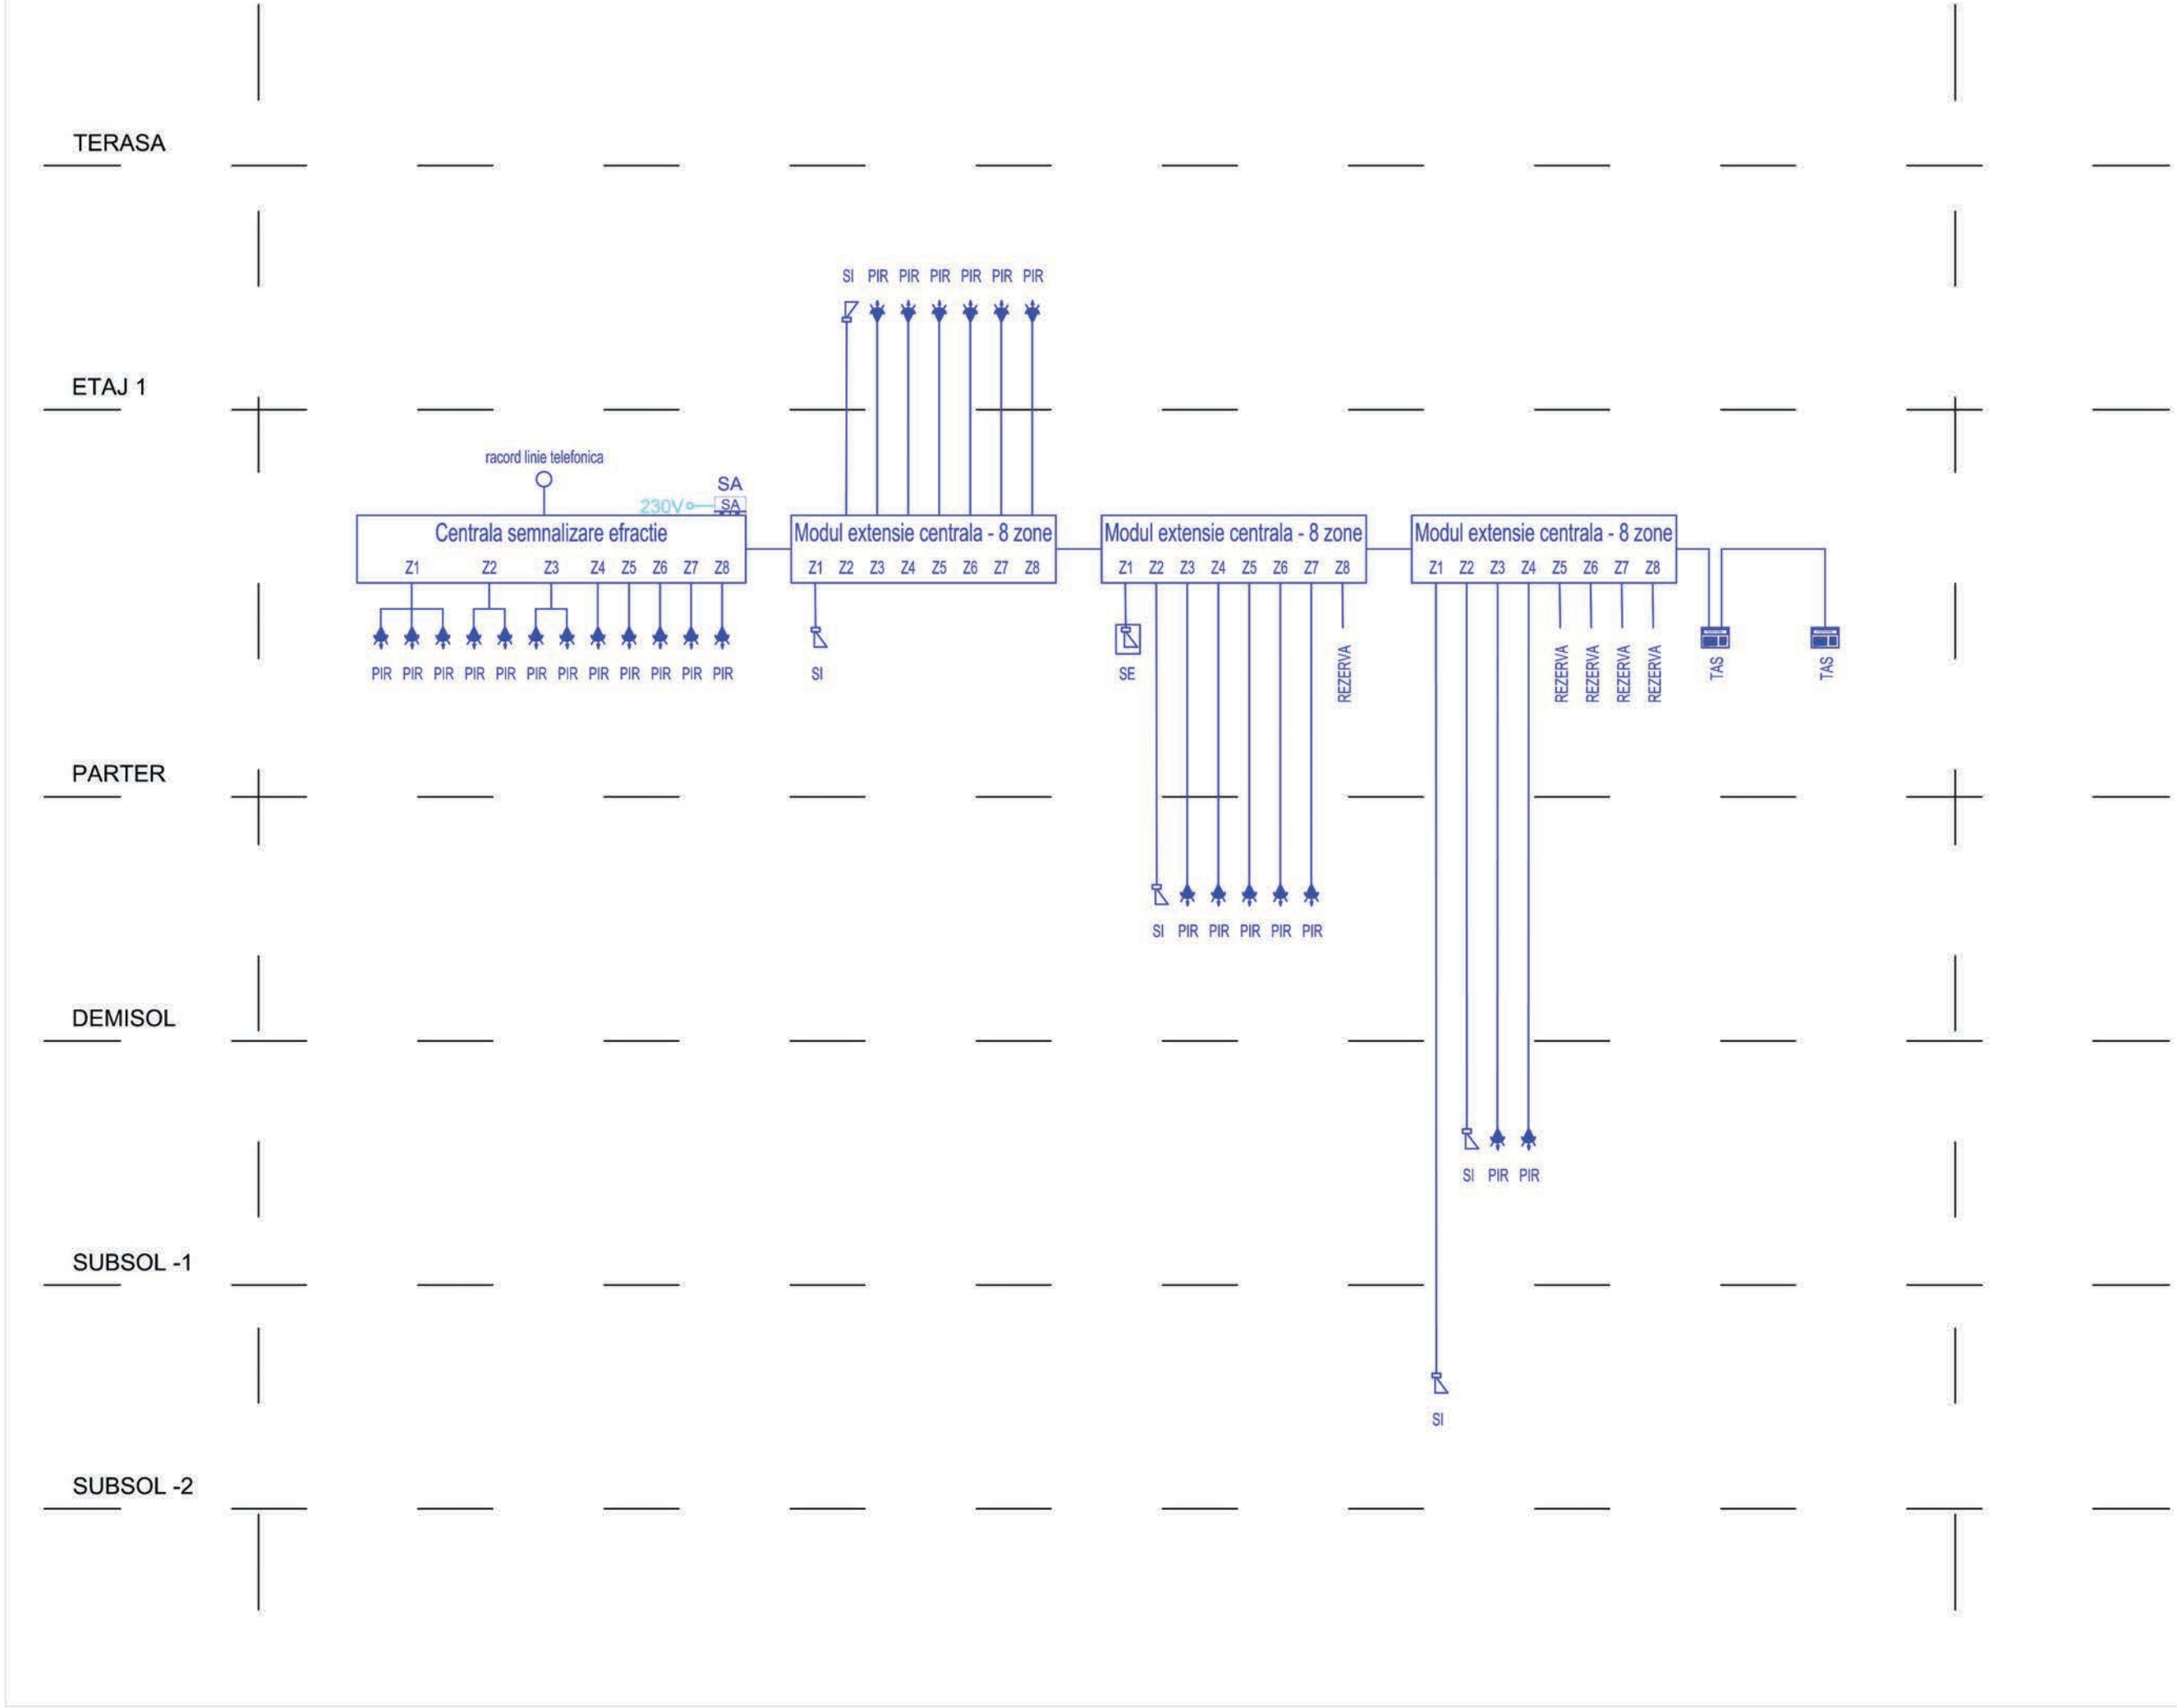 TERASA
SI PIR PIR PIR PIR PIR PIR
ETAJ 1
racord linie telefonica
SA
230V SA
Centrala semnalizare efractie
Z1 Z2 Z3 Z4 Z5 Z6 Z7 Z8
Modul extensie centrala - 8 zone
Z1 Z2 Z3 Z4 Z5 Z6 Z7 Z8
Modul extensie centrala - 8 zone
Z1 Z2 Z3 Z4 Z5 Z6 Z7 Z8
Modul extensie centrala - 8 zone
Z1 Z2 Z3 Z4 Z5 Z6 Z7 Z8
PIR PIR PIR PIR PIR PIR PIR PIR PIR PIR PIR PIR
SI
SE
REZERVA
REZERVA
REZERVA
REZERVA
REZERVA
TAS
TAS
PARTER
SI PIR PIR PIR PIR PIR
DEMISOL
SI PIR PIR
SUBSOL -1
SI
SUBSOL -2